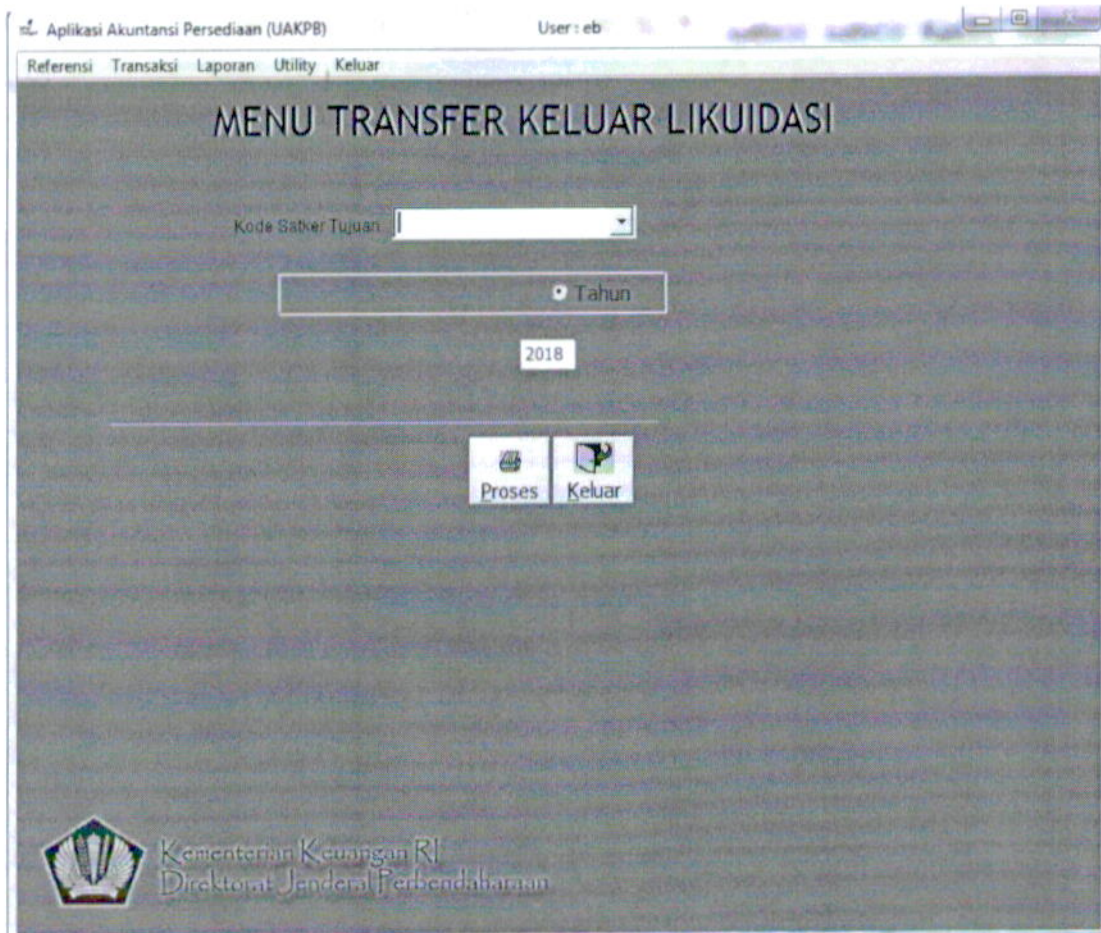 Aplikasi Akuntansi Persediaan (UAKPB) User : eb
Referensi Transaksi Laporan Utility Keluar
MENU TRANSFER KELUAR LIKUIDASI
Kode Satker Tujuan
Tahun
2018
Proses Keluar
Kementerian Keuangan RI
Direktorat Jenderal Perbendaharaan